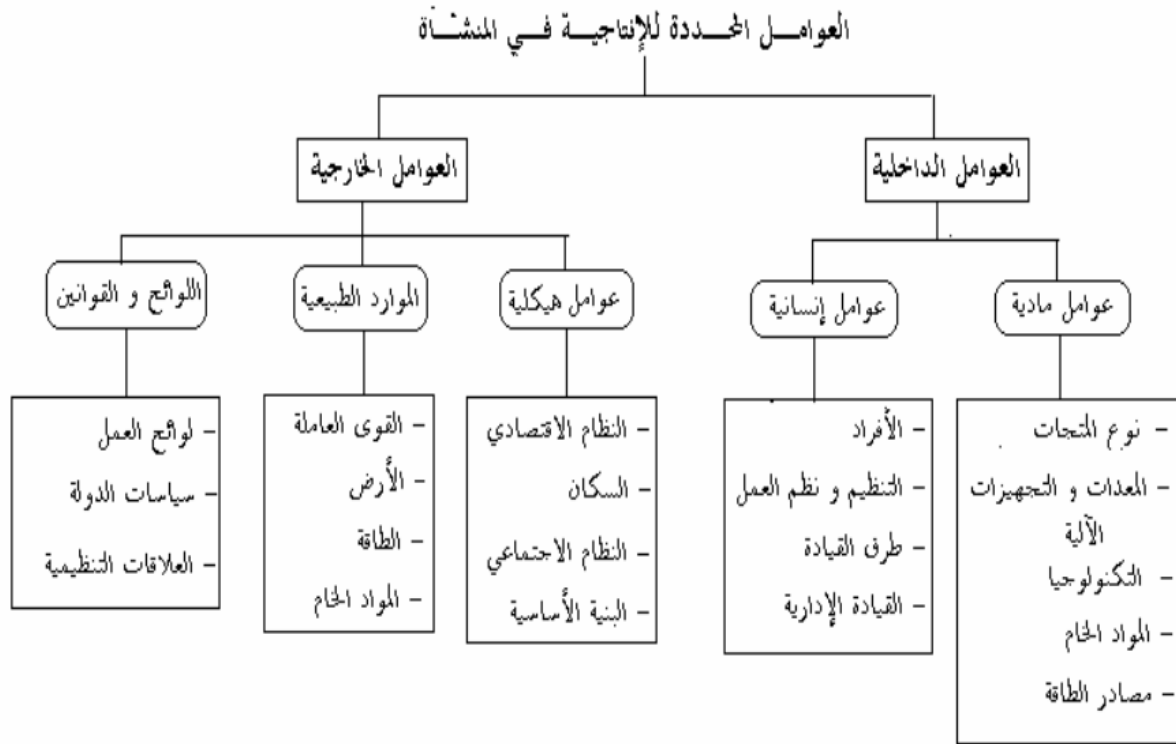 العوامل المحددة للإنتاجية في المنشأة
العوامل الداخلية
العوامل الخارجية
عوامل مادية
عوامل إنسانية
عوامل هيكلية
الموارد الطبيعية
اللوائح و القوانين
- نوع المتجات
- المعدات و التجهيزات
الآلية
- التكنولوجيا
- المواد الخام
- مصادر الطاقة
- الأفراد
- التنظيم و نظم العمل
- طرق القيادة
- القيادة الإدارية
- النظام الاقتصادي
- السكان
- النظام الاجتماعي
- البنية الأساسية
- القوى العاملة
- الأرض
- الطاقة
- المواد الخام
- لوائح العمل
- سياسات الدولة
- العلاقات التنظيمية